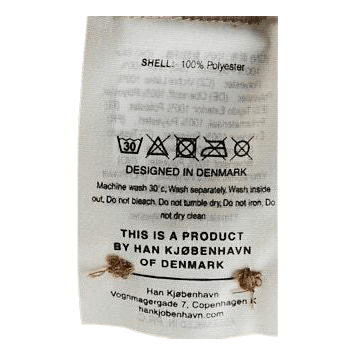 SHELL: 100% Polyester
30
DESIGNED IN DENMARK
Machine wash 30°c, Wash separately, Wash inside
out, Do not bleach, Do not tumble dry, Do not iron, Do
not dry clean
THIS IS A PRODUCT
BY HAN KJØBENHAVN
OF DENMARK
Han Kjøbenhavn
Vognmagergade 7, Copenhagen K
hankjobenhavn.com